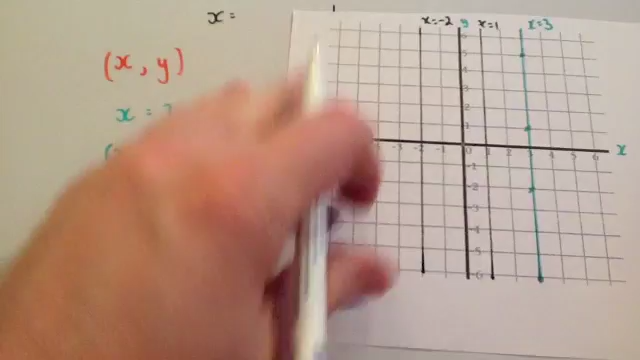 x =
x=-2 y x=1 x=3
(x, y)
x =
6
5
4
3
2
1
-3 -2 -1 0 1 2 3 4 5 6 x
-1
-2
-3
-4
-5
-6